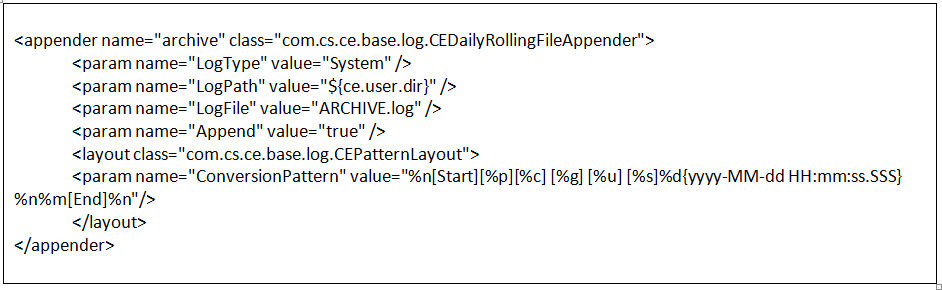 <appender name="archive" class="com.cs.ce.base.log.CEDailyRollingFileAppender">
<param name="LogType" value="System" />
<param name="LogPath" value="${ce.user.dir}" />
<param name="LogFile" value="ARCHIVE.log" />
<param name="Append" value="true" />
<layout class="com.cs.ce.base.log.CEPatternLayout">
<param name="ConversionPattern" value="%n[Start][%p][%c] [%g] [%u] [%s]%d{yyyy-MM-dd HH:mm:ss.SSS}
%n%m[End]%n"/>
</layout>
</appender>